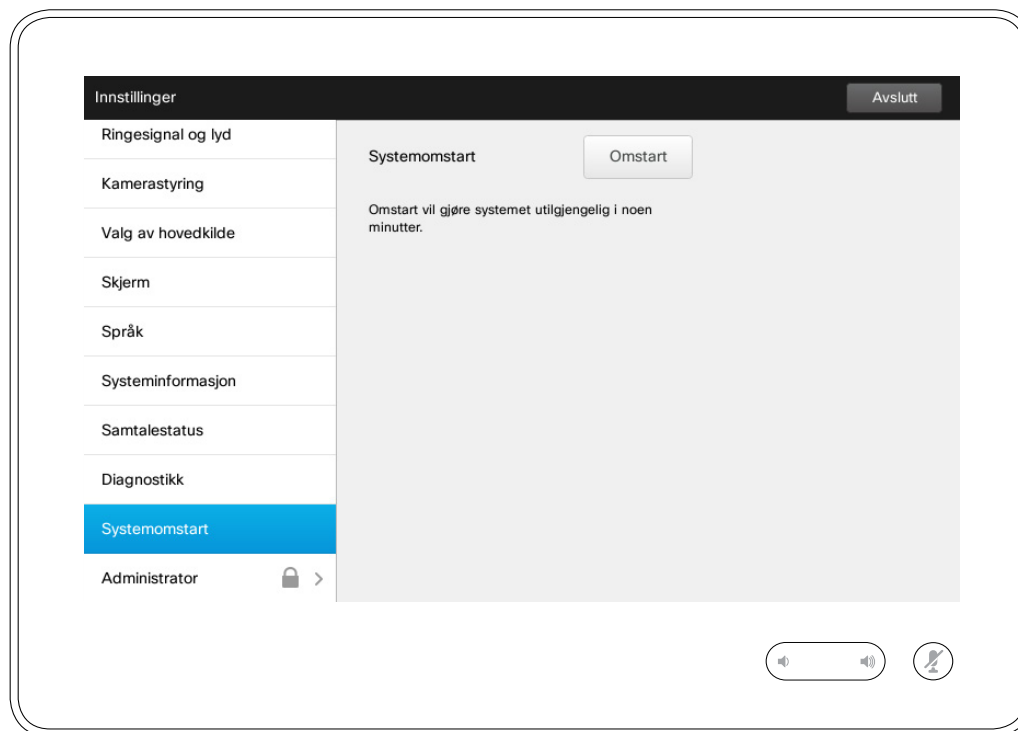 Innstillinger
Avslutt
Ringesignal og lyd
Kamerastyring
Valg av hovedkilde
Skjerm
Språk
Systeminformasjon
Samtalestatus
Diagnostikk
Systemomstart
Administrator
Systemomstart
Omstart
Omstart vil gjøre systemet utilgjengelig i noen
minutter.